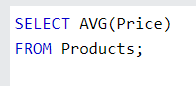 SELECT AVG(Price)
FROM Products;